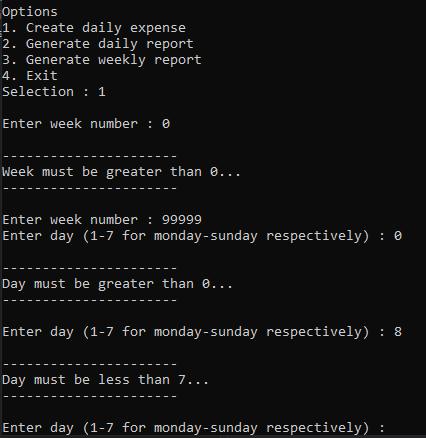 Options
1. Create daily expense
2. Generate daily report
3. Generate weekly report
4. Exit
Selection : 1
Enter week number : 0
----------------------
Week must be greater than 0...
----------------------
Enter week number : 99999
Enter day (1-7 for monday-sunday respectively) : 0
----------------------
Day must be greater than 0...
----------------------
Enter day (1-7 for monday-sunday respectively) : 8
----------------------
Day must be less than 7...
----------------------
Enter day (1-7 for monday-sunday respectively) :